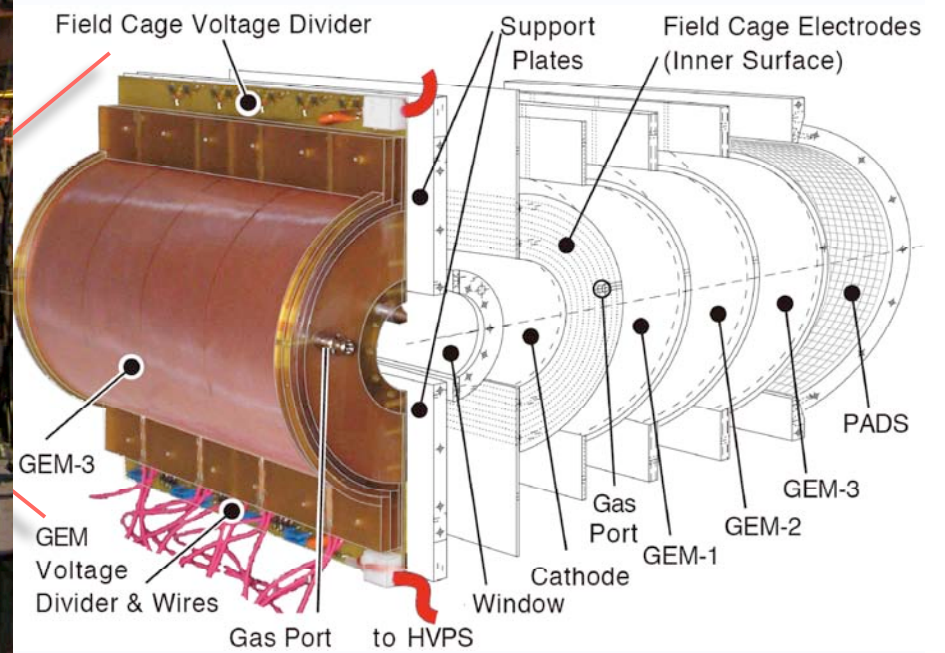 Field Cage Voltage Divider
Support
Plates
Field Cage Electrodes
(Inner Surface)
GEM-3
GEM
Voltage
Divider & Wires
Gas Port
to HVPS
Window
Cathode
Gas
Port
GEM-1
GEM-2
GEM-3
PADS